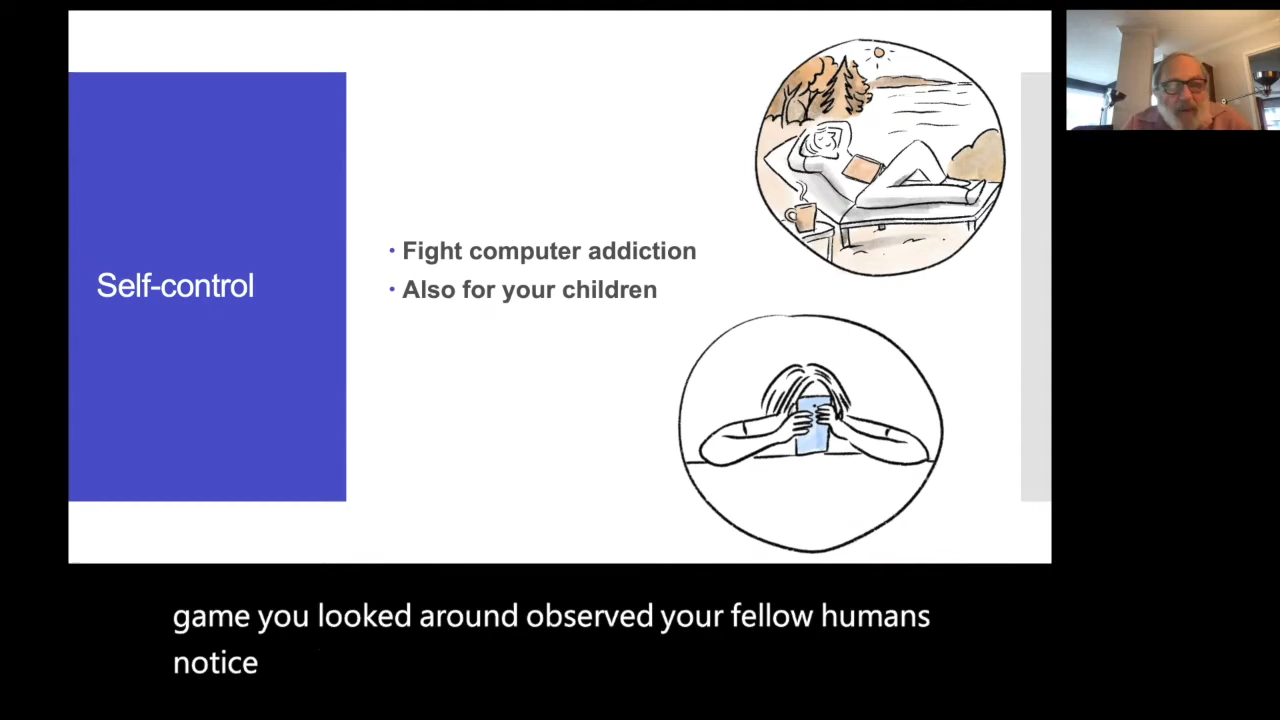 Self-control
• Fight computer addiction
• Also for your children
game you looked around observed your fellow humans
notice